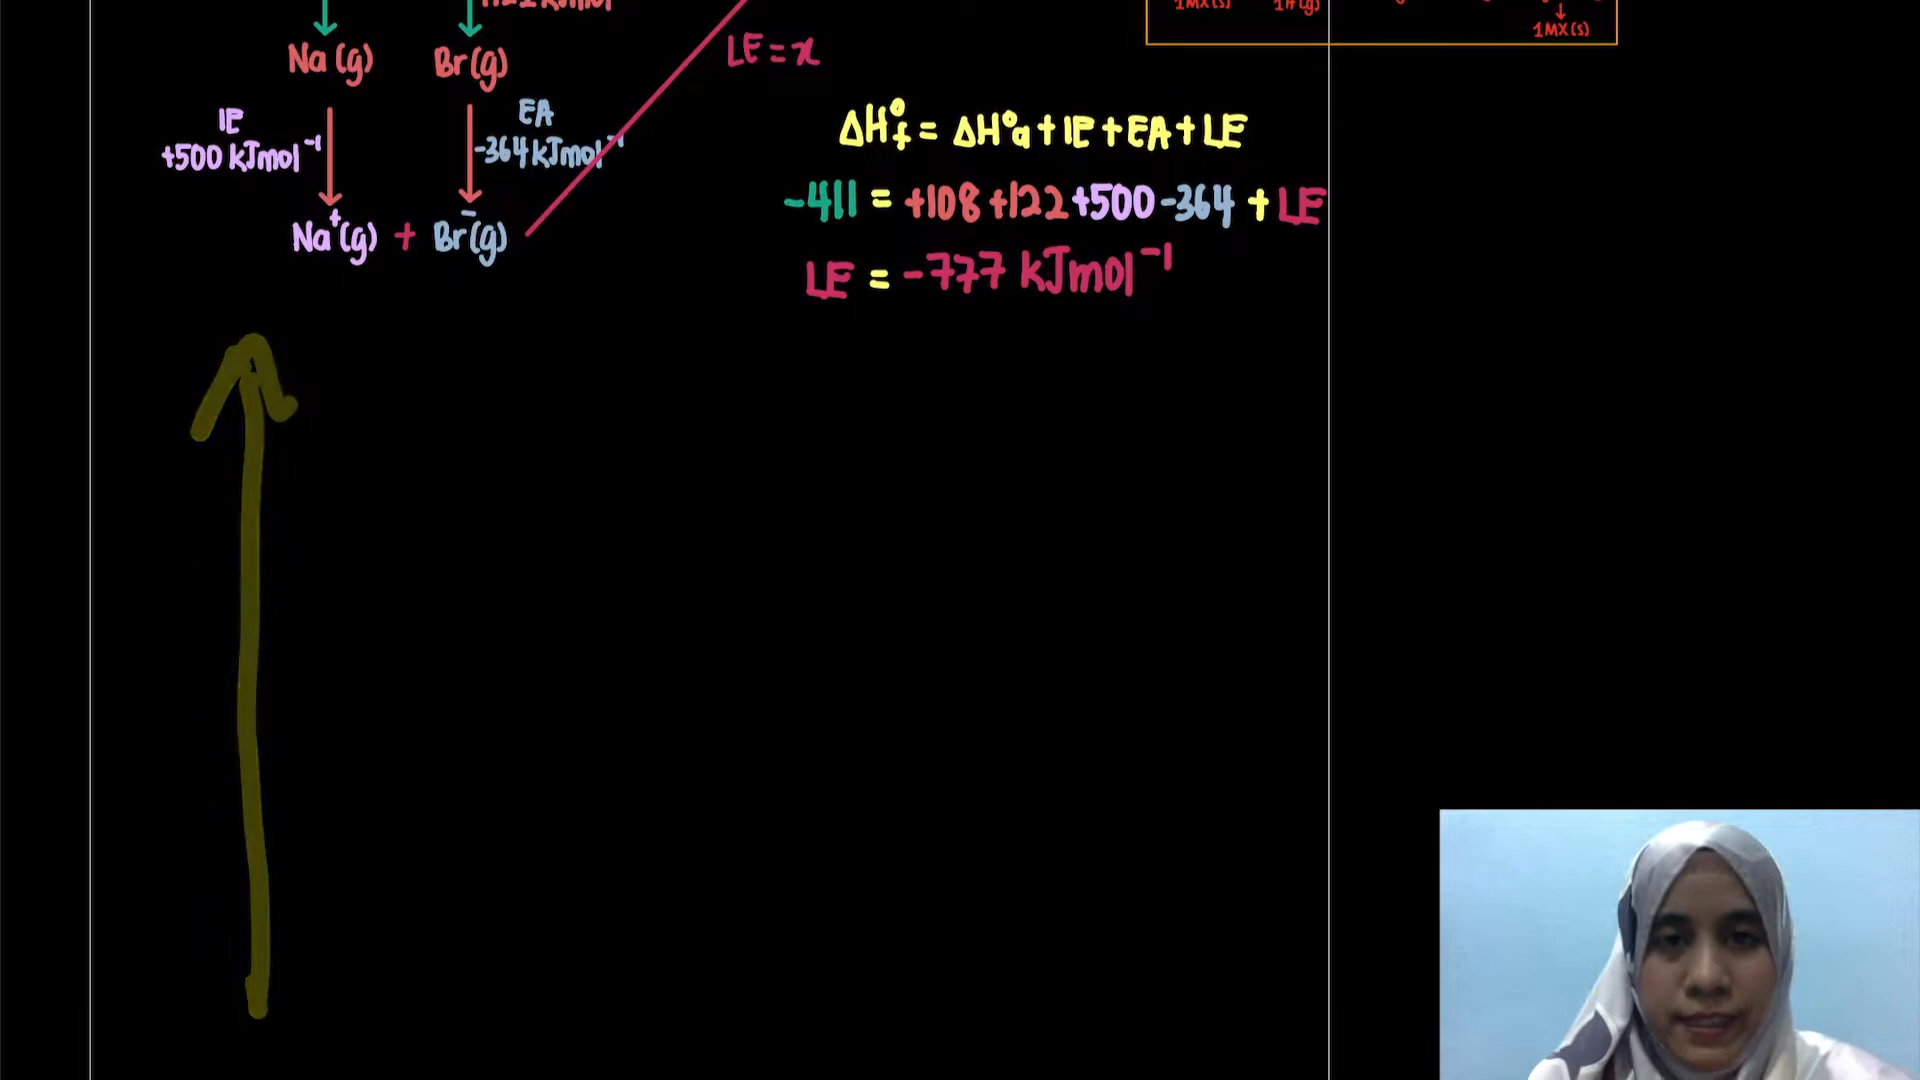 1MX(s)
1MX(s)
Na (g) Br(g)
LE = x
IE
+500 kJmol⁻¹
EA
-364 kJmol⁻¹
Na⁺(g) + Br⁻(g)
ΔH°f = ΔH°a + IE + EA + LE
-411 = +108 +122 +500 -364 + LE
LE = -777 kJmol⁻¹